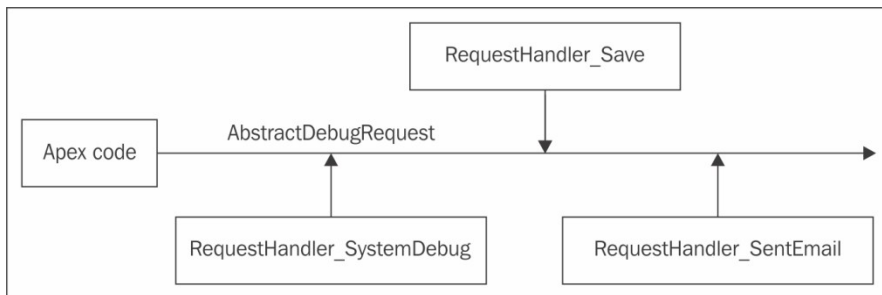 RequestHandler_Save
AbstractDebugRequest
Apex code
RequestHandler_SystemDebug
RequestHandler_SentEmail